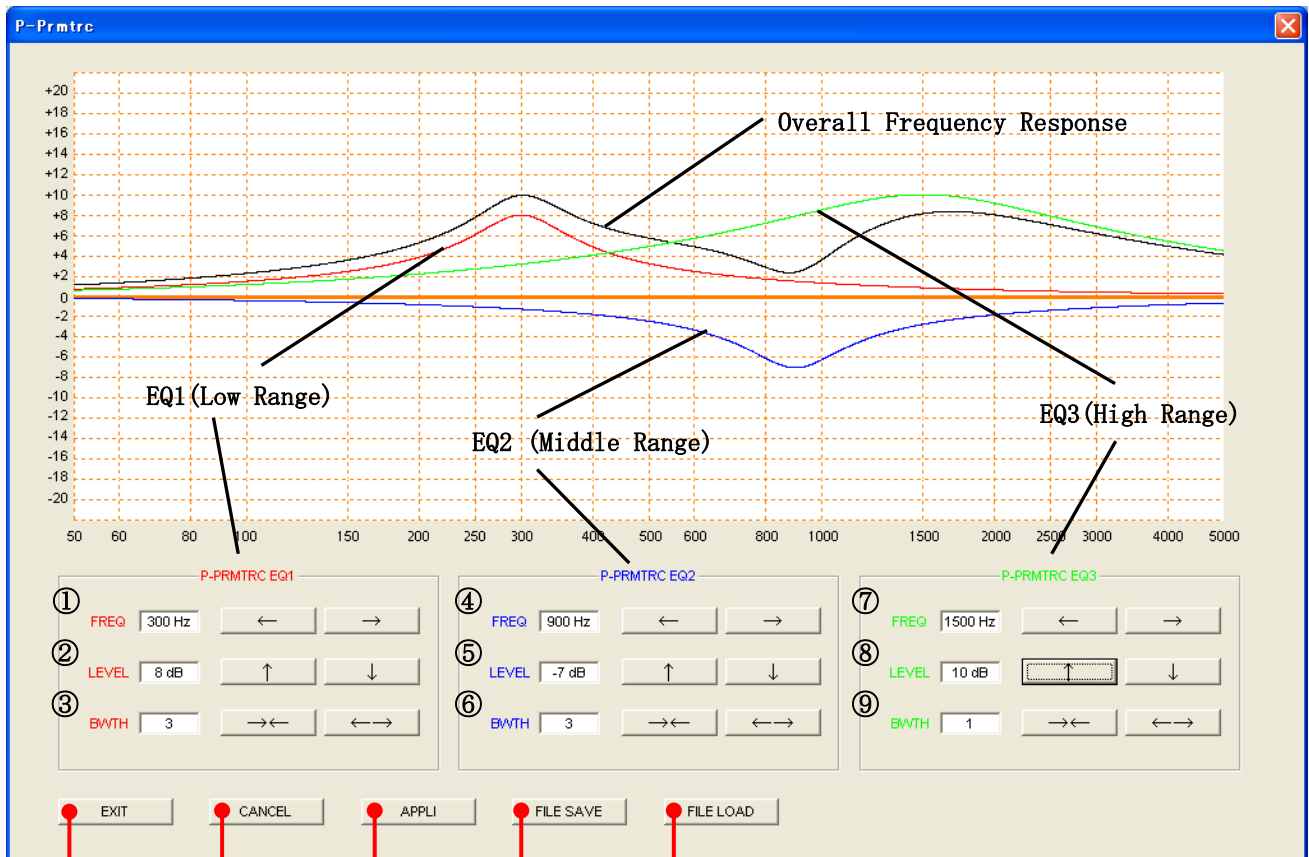 P-Prmtrc
+20
+18
+16
+14
+12
+10
+8
+6
+4
+2
0
-2
-4
-6
-8
-10
-12
-14
-16
-18
-20
Overall Frequency Response
EQ1(Low Range)
EQ2 (Middle Range)
EQ3(High Range)
50 60 80 100 150 200 250 300 400 500 600 800 1000 1500 2000 2500 3000 4000 5000
P-PRMTRC EQ1 P-PRMTRC EQ2 P-PRMTRC EQ3
① ④ ⑦
FREQ 300 Hz ← → FREQ 900 Hz ← → FREQ 1500 Hz ← →
② ⑤ ⑧
LEVEL 8 dB ↑ ↓ LEVEL -7 dB ↑ ↓ LEVEL 10 dB ↑ ↓
③ ⑥ ⑨
BWTH 3 →← ←→ BWTH 3 →← ←→ BWTH 1 →← ←→
EXIT CANCEL APPLI FILE SAVE FILE LOAD